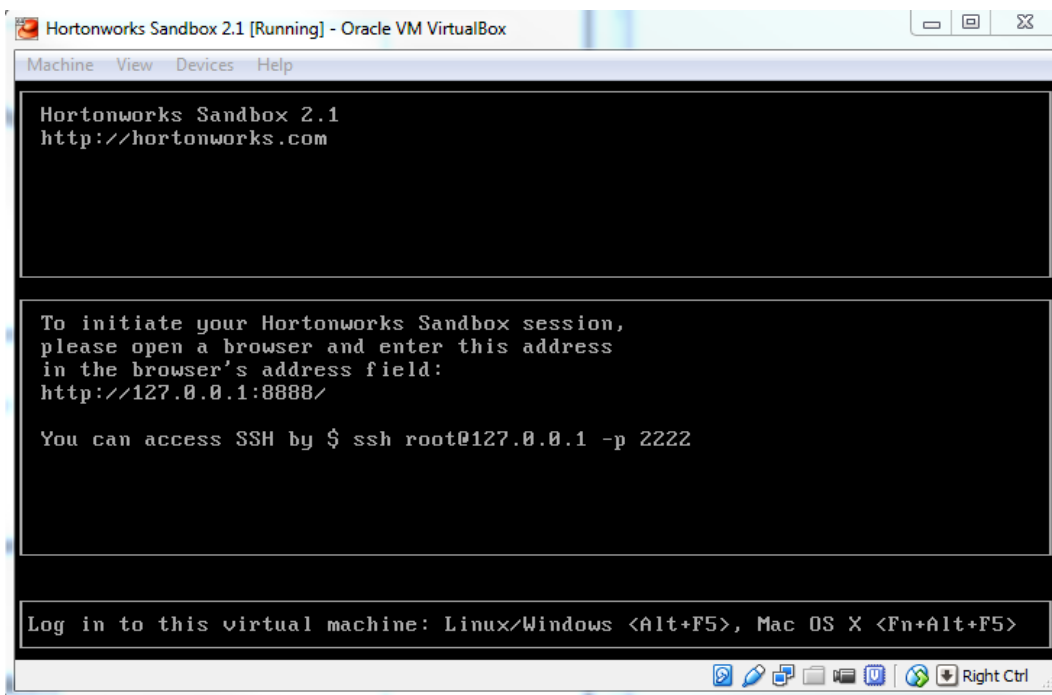 Hortonworks Sandbox 2.1 [Running] - Oracle VM VirtualBox
Machine View Devices Help
Hortonworks Sandbox 2.1
http://hortonworks.com
To initiate your Hortonworks Sandbox session,
please open a browser and enter this address
in the browser's address field:
http://127.0.0.1:8888/
You can access SSH by $ ssh root@127.0.0.1 -p 2222
Log in to this virtual machine: Linux/Windows <Alt+F5>, Mac OS X <Fn+Alt+F5>
Right Ctrl